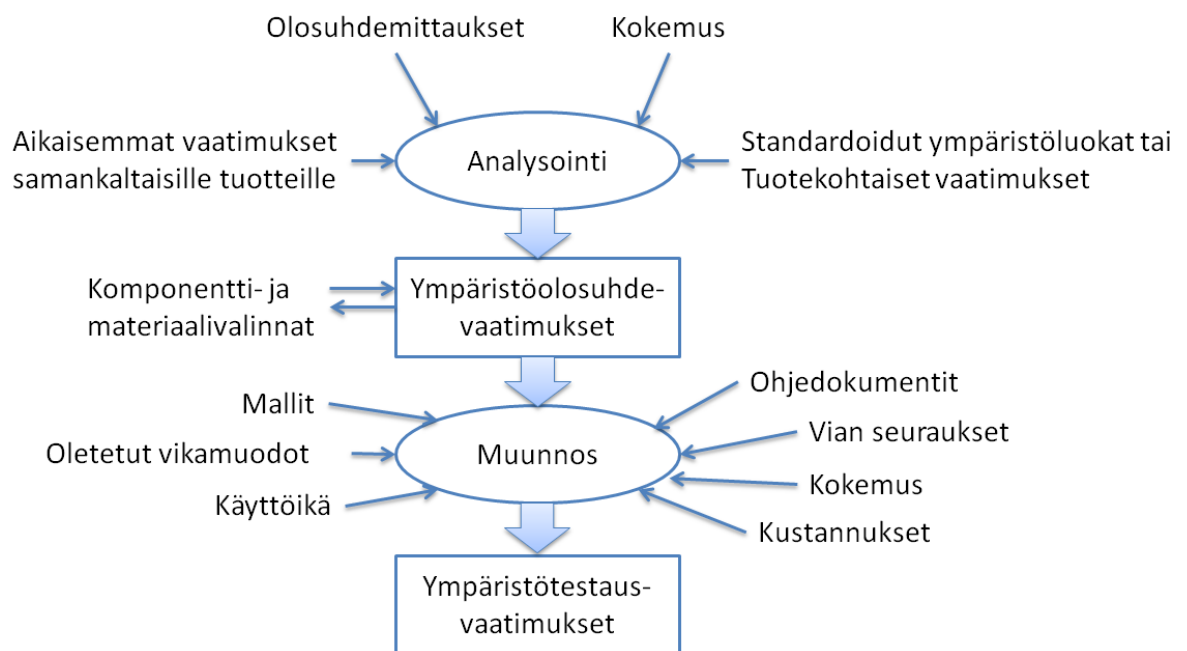 Olosuhdemittaukset
Kokemus
Aikaisemmat vaatimukset
samankaltaisille tuotteille
Analysointi
Standardoidut ympäristöluokat tai
Tuotekohtaiset vaatimukset
Komponentti- ja
materiaalivalinnat
Ympäristöolosuhde-
vaatimukset
Mallit
Oletetut vikamuodot
Käyttöikä
Muunnos
Ohjedokumentit
Vian seuraukset
Kokemus
Kustannukset
Ympäristötestaus-
vaatimukset